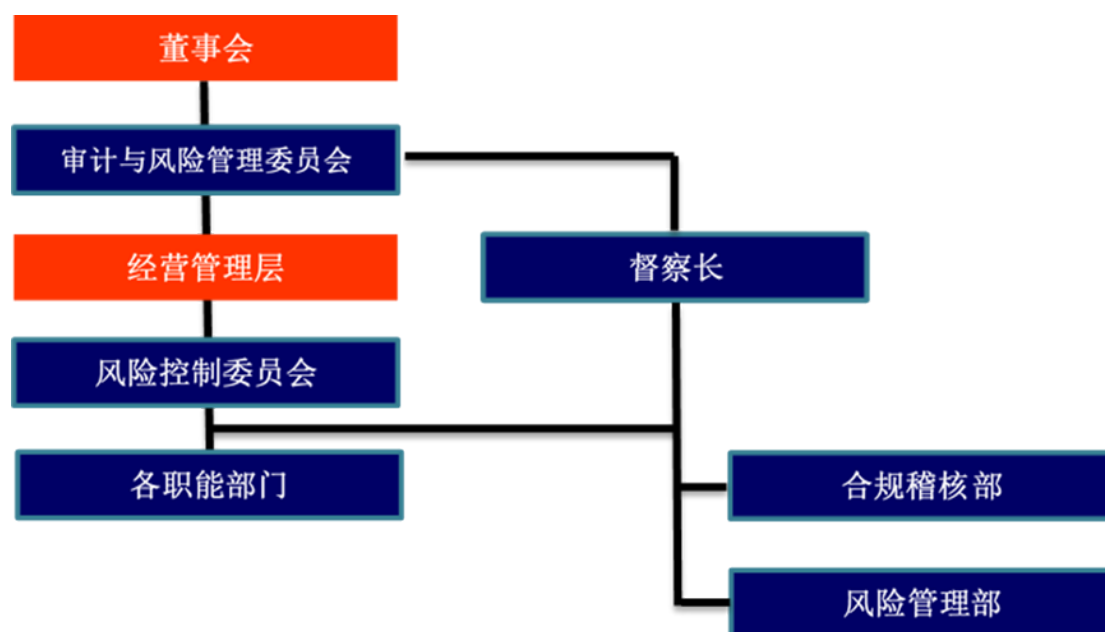 董事会
审计与风险管理委员会
经营管理层
督察长
风险控制委员会
各职能部门
合规稽核部
风险管理部